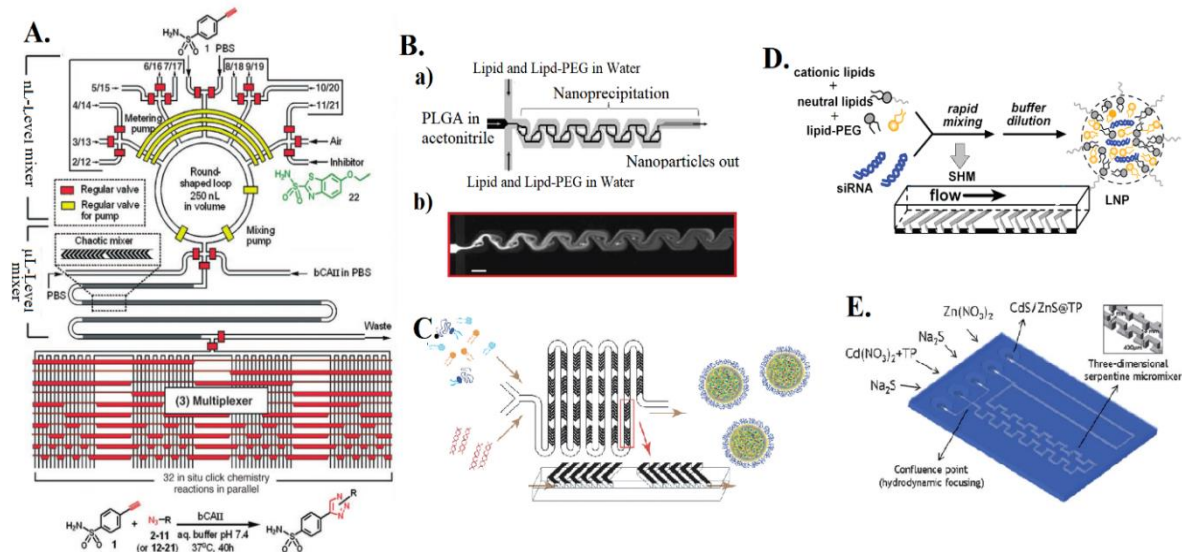 A.
H₂N
1 PBS
6/16 7/17
8/18 9/19
5/15
10/20
4/14
11/21
Metering
pump
3/13
Air
2/12
Inhibitor
nL-Level mixer
Round-
shaped loop
250 nL
in volume
H₂N
22
Regular valve
Regular valve
for pump
Mixing
pump
Chaotic mixer
µL-Level
mixer
PBS
bCAII in PBS
Waste
(3) Multiplexer
32 in situ click chemistry
reactions in parallel
H₂N
1
+
N₃-R
2-11
(or 12-21)
bCAII
aq. buffer pH 7.4
37°C, 40h
H₂N
R
B.
a)
Lipid and Lipd-PEG in Water
Nanoprecipitation
PLGA in
acetonitrile
Nanoparticles out
Lipid and Lipd-PEG in Water
b)
C
D.
cationic lipids
+
neutral lipids
+
lipid-PEG
rapid
mixing
buffer
dilution
siRNA
SHM
LNP
flow
E.
Zn(NO₃)₂
CdS/ZnS@TP
Na₂S
Cd(NO₃)₂+TP
Na₂S
Three-dimensional
serpentine micromixer
Confluence point
(hydrodynamic focusing)